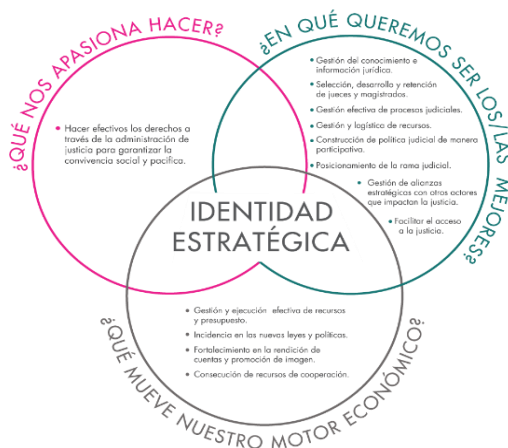 ¿QUÉ NOS APASIONA HACER?
• Hacer efectivos los derechos a
través de la administración de
justicia para garantizar la
convivencia social y pacífica.
¿EN QUÉ QUEREMOS SER LOS/LAS MEJORES?
• Gestión del conocimiento e
información jurídica.
• Selección, desarrollo y retención
de jueces y magistrados.
• Gestión efectiva de procesos judiciales.
• Gestión y logística de recursos.
• Construcción de política judicial de manera
participativa.
• Posicionamiento de la rama judicial.
• Gestión de alianzas
estratégicas con otros actores
que impactan la justicia.
• Facilitar el acceso
a la justicia.
IDENTIDAD
ESTRATÉGICA
• Gestión y ejecución efectiva de recursos
y presupuesto.
• Incidencia en las nuevas leyes y políticas.
• Fortalecimiento en la rendición de
cuentas y promoción de imagen.
• Consecución de recursos de cooperación.
¿QUÉ MUEVE NUESTRO MOTOR ECONÓMICO?